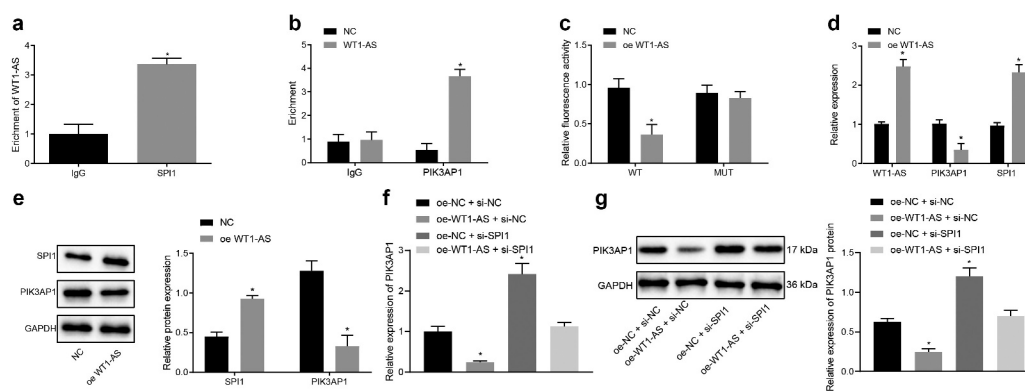 a
Enrichment of WT1-AS
5
4
3
2
1
0
*
IgG
SPI1
b
NC
WT1-AS
Enrichment
5
4
3
2
1
0
*
IgG
PIK3AP1
c
NC
oe WT1-AS
Relative fluorescence activity
1.5
1.0
0.5
0.0
*
WT
MUT
d
NC
oe WT1-AS
Relative expression
3
2
1
0
*
*
*
WT1-AS
PIK3AP1
SPI1
e
SPI1
PIK3AP1
GAPDH
NC
oe WT1-AS
NC
oe WT1-AS
Relative protein expression
1.5
1.0
0.5
0.0
*
*
SPI1
PIK3AP1
f
oe-NC + si-NC
oe-WT1-AS + si-NC
oe-NC + si-SPI1
oe-WT1-AS + si-SPI1
Relative expression of PIK3AP1
3
2
1
0
*
*
g
PIK3AP1
17 kDa
GAPDH
36 kDa
oe-NC + si-NC
oe-WT1-AS + si-NC
oe-NC + si-SPI1
oe-WT1-AS + si-SPI1
oe-NC + si-NC
oe-WT1-AS + si-NC
oe-NC + si-SPI1
oe-WT1-AS + si-SPI1
Relative expression of PIK3AP1 protein
1.5
1.0
0.5
0.0
*
*